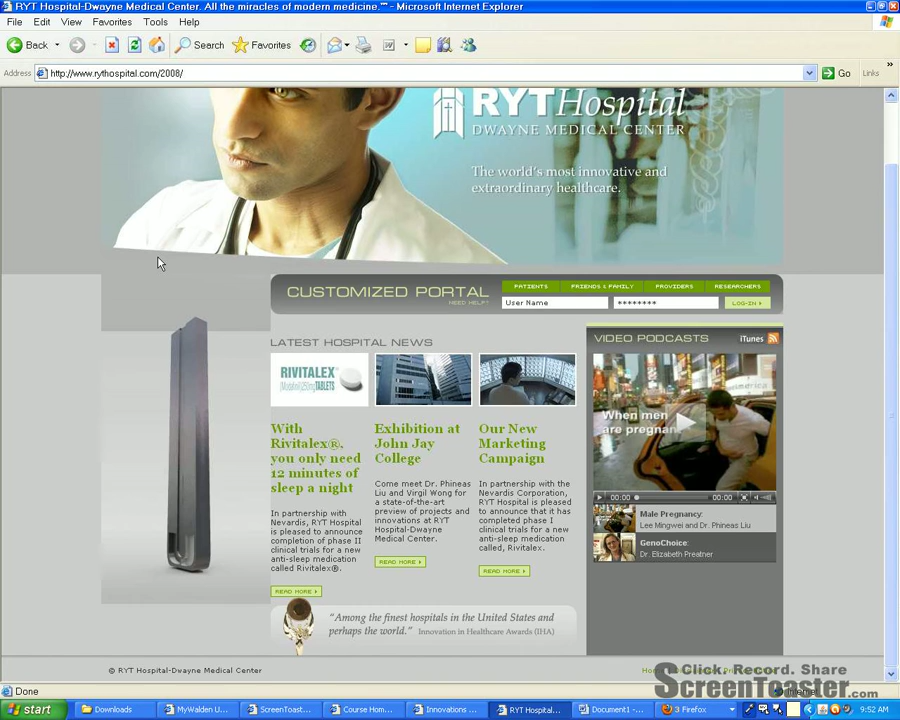 RYT Hospital-Dwayne Medical Center. All the miracles of modern medicine.™ - Microsoft Internet Explorer
File Edit View Favorites Tools Help
Back Search Favorites
Address http://www.rythospital.com/2008/ Go Links »
RYTHospital
DWAYNE MEDICAL CENTER
The world's most innovative and
extraordinary healthcare.
CUSTOMIZED PORTAL
NEED HELP?
PATIENTS FRIENDS & FAMILY PROVIDERS RESEARCHERS
User Name ******** LOG-IN
LATEST HOSPITAL NEWS
RIVITALEX
TABLETS
With
Rivitalex®,
you only need
12 minutes of
sleep a night
In partnership with
Nevardis, RYT Hospital
is pleased to announce
completion of phase II
clinical trials for a new
anti-sleep medication
called Rivitalex®.
READ MORE
Exhibition at
John Jay
College
Come meet Dr. Phineas
Liu and Virgil Wong for
a state-of-the-art
preview of projects and
innovations at RYT
Hospital-Dwayne
Medical Center.
READ MORE
Our New
Marketing
Campaign
In partnership with the
Nevardis Corporation,
RYT Hospital is pleased
to announce that it has
completed phase I
clinical trials for a new
anti-sleep medication
called, Rivitalex.
READ MORE
VIDEO PODCASTS iTunes
When men
are pregnant
00:00 00:00
Male Pregnancy:
Lee Mingwei and Dr. Phineas Liu
GenoChoice:
Dr. Elizabeth Preatner
"Among the finest hospitals in the United States and
perhaps the world." Innovation in Healthcare Awards (IHA)
© RYT Hospital-Dwayne Medical Center
Click. Record. Share
ScreenToaster.com
Done
start Downloads MyWalden U... ScreenToast... Course Hom... Innovations ... RYT Hospital... Document1 -... 3 Firefox 9:52 AM